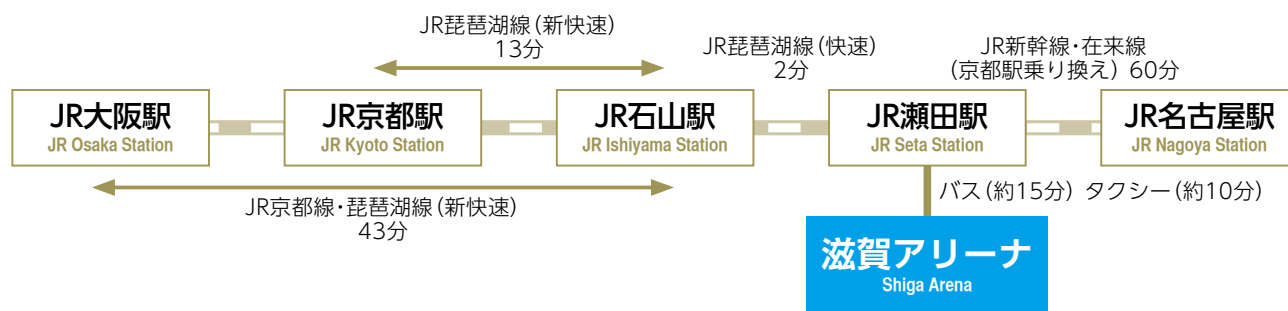 JR琵琶湖線(新快速)
13分
JR琵琶湖線(快速)
2分
JR新幹線・在来線
(京都駅乗り換え) 60分
JR大阪駅
JR Osaka Station
JR京都駅
JR Kyoto Station
JR石山駅
JR Ishiyama Station
JR瀬田駅
JR Seta Station
JR名古屋駅
JR Nagoya Station
JR京都線・琵琶湖線(新快速)
43分
バス(約15分) タクシー(約10分)
滋賀アリーナ
Shiga Arena